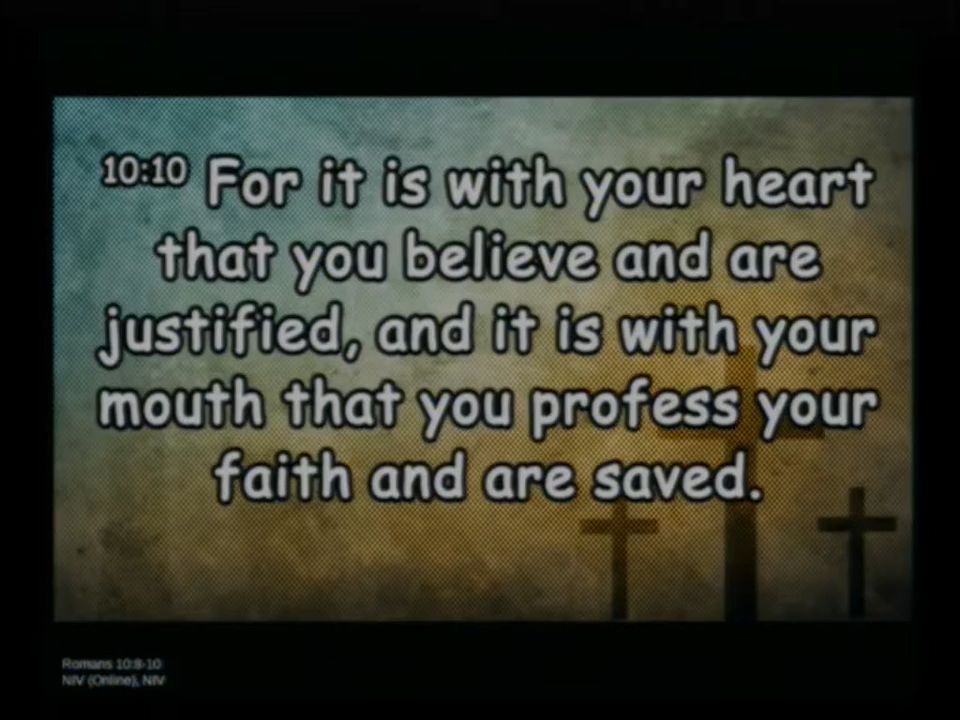 10:10 For it is with your heart
that you believe and are
justified, and it is with your
mouth that you profess your
faith and are saved.
Romans 10:8-10
NIV (Online), NIV